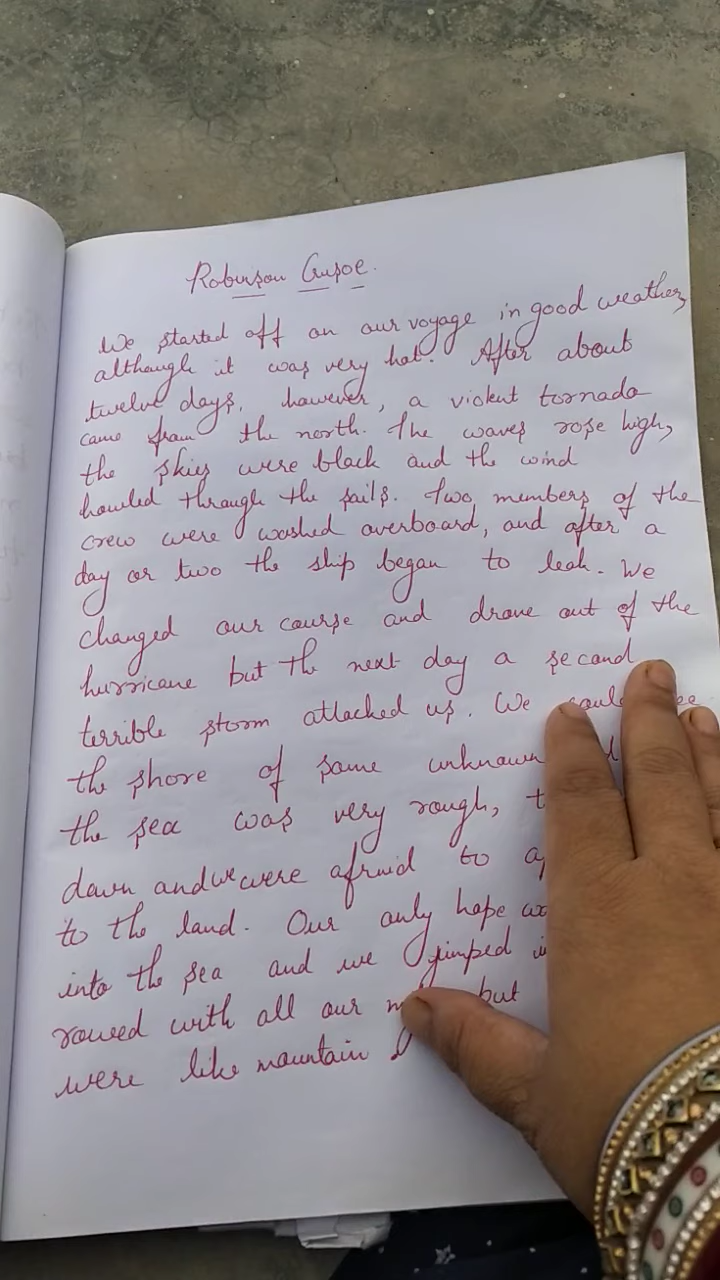 Robinson Crusoe.
We started off on our voyage in good weather,
although it was very hot. After about
twelve days, however, a violent tornado
came from the north. The waves rose high,
the skies were black and the wind
howled through the sails. Two members of the
crew were washed overboard, and after a
day or two the ship began to leak. We
changed our course and drove out of the
hurricane but the next day a second
terrible storm attacked us. We
the shore of some unknown
the sea was very rough,
down and we were afraid to
to the land. Our only hope
into the sea and we jimped
rowed with all our but
were like mountain